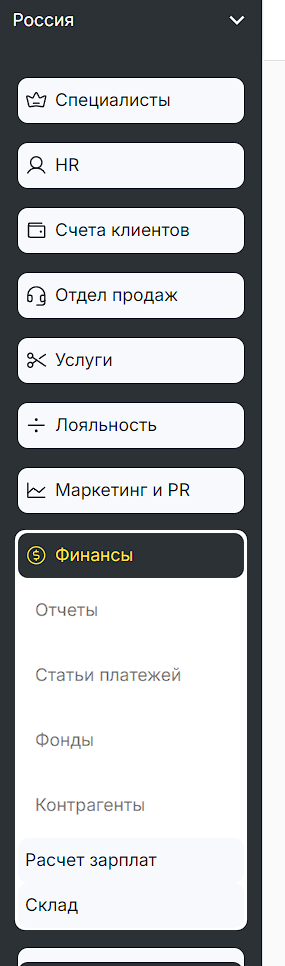 Россия
Специалисты
HR
Счета клиентов
Отдел продаж
Услуги
Лояльность
Маркетинг и PR
Финансы
Отчеты
Статьи платежей
Фонды
Контрагенты
Расчет зарплат
Склад